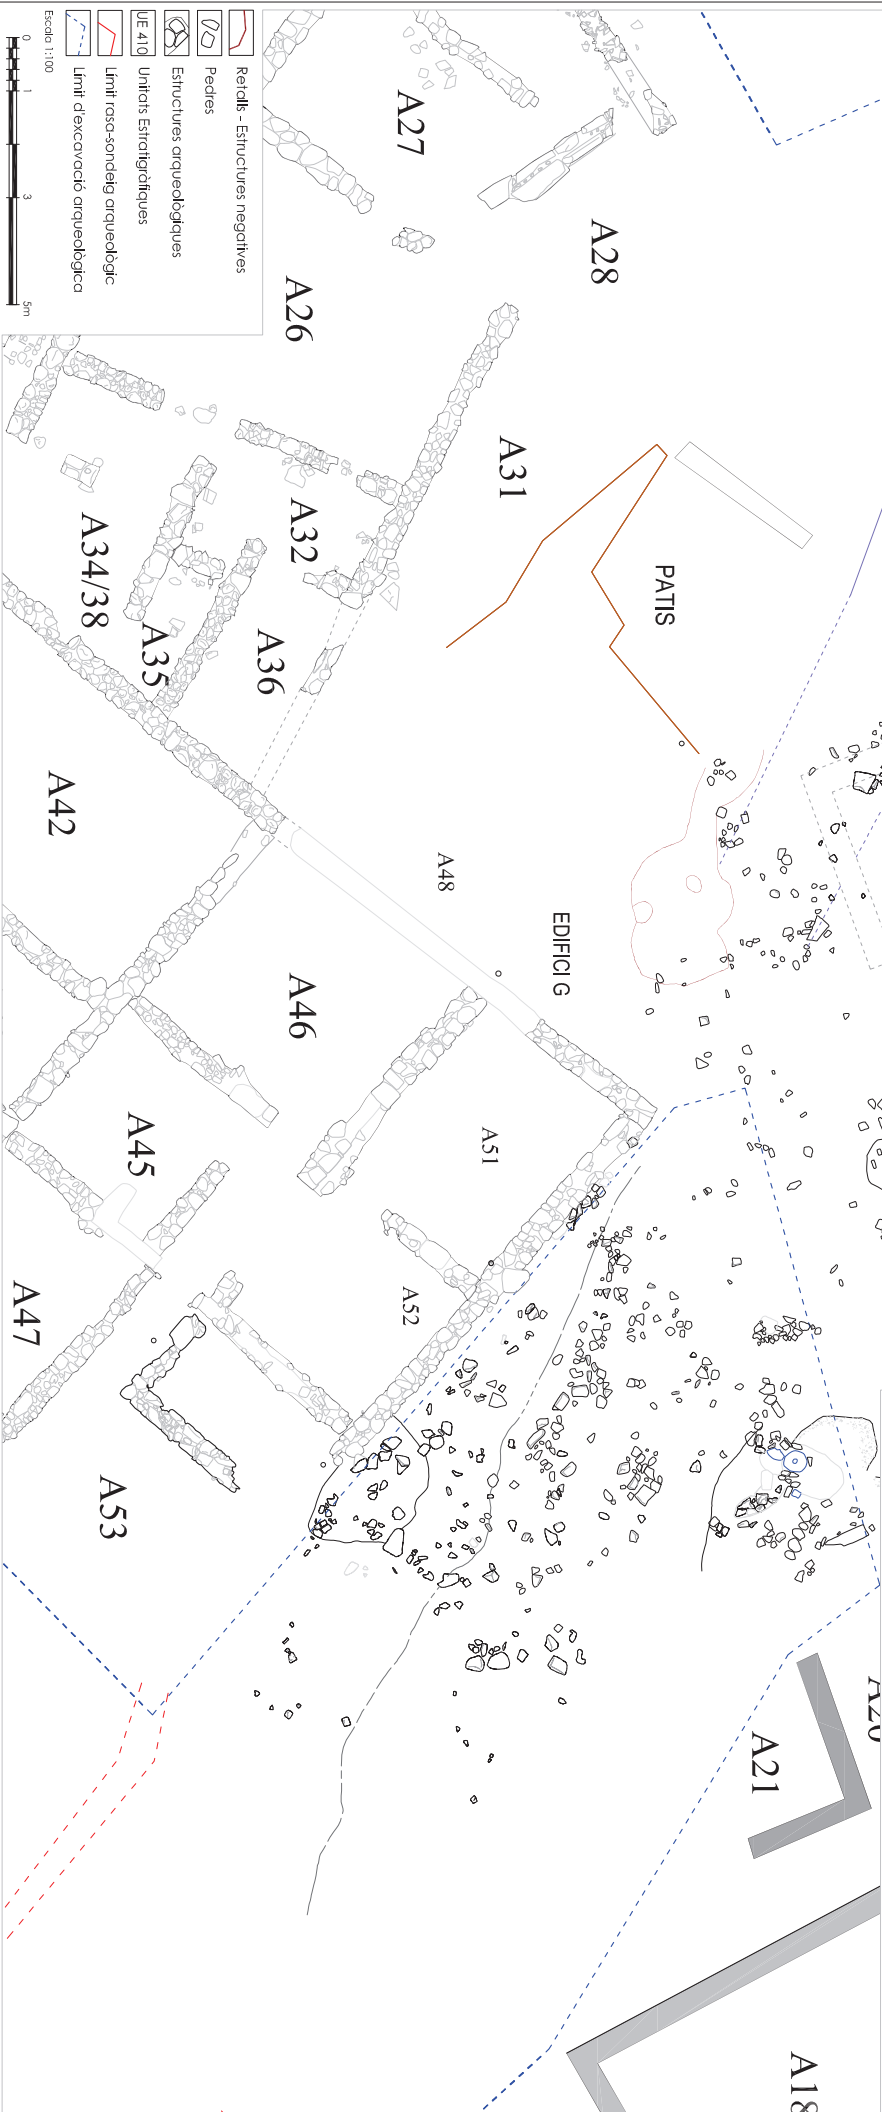 A20
A18
A21
PATIS
A28
EDIFICI G
A31
A51
A48
A27
A52
A26
A32
A46
A36
A35
A45
A53
A34/38
A42
A47
Retalls - Estructures negatives
Pedres
Estructures arqueològiques
UE 410 Unitats Estratigràfiques
Límit rasa-sondeig arqueològic
Límit d'excavació arqueològica
Escala 1:100
0 1 3 5m